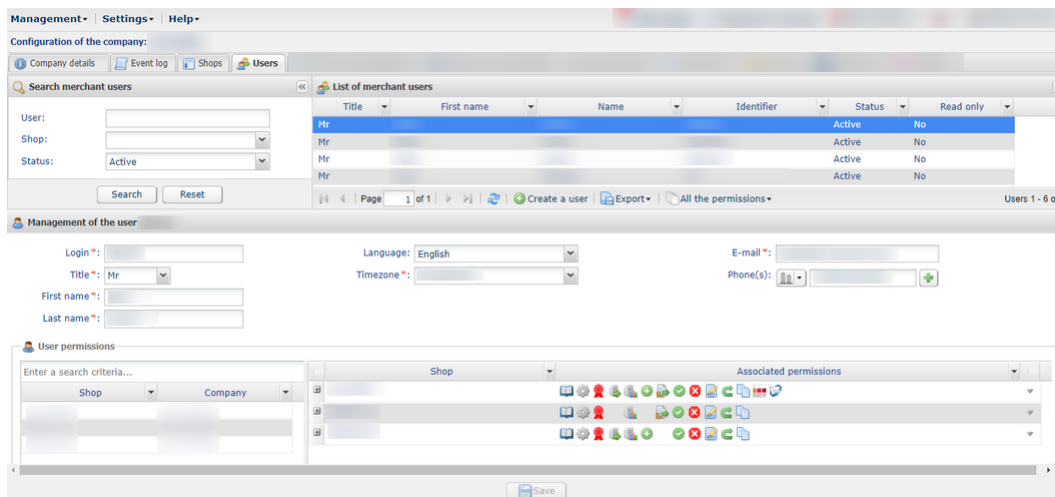 Management Settings Help
Configuration of the company:
Company details Event log Shops Users
Search merchant users
List of merchant users
Title First name Name Identifier Status Read only
User:
Mr Active No
Shop:
Mr Active No
Status: Active
Mr Active No
Mr Active No
Search Reset
Page 1 of 1 Create a user Export All the permissions Users 1 - 6 o
Management of the user
Login *: Language: English E-mail *:
Title *: Mr Timezone *: Phone(s):
First name *:
Last name *:
User permissions
Enter a search criteria...
Shop Associated permissions
Shop Company
Save